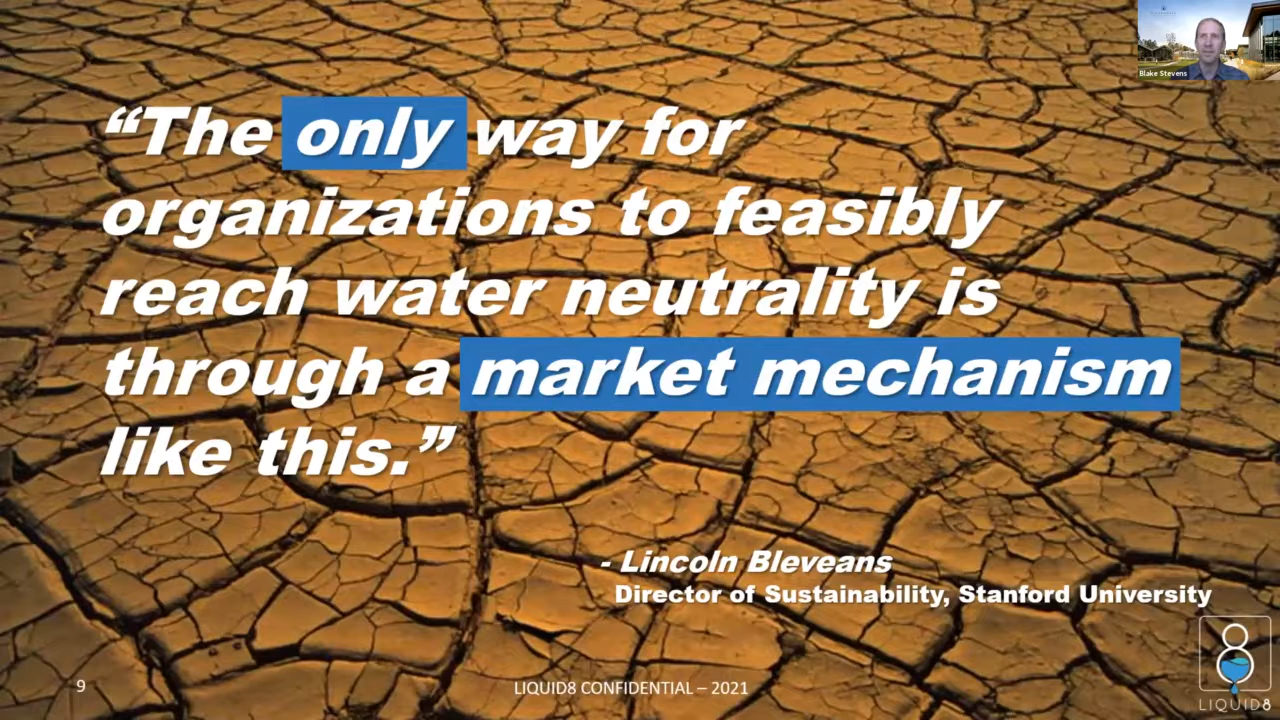 Blake Stevens
“The only way for
organizations to feasibly
reach water neutrality is
through a market mechanism
like this.”
- Lincoln Bleveans
Director of Sustainability, Stanford University
9
LIQUID8 CONFIDENTIAL – 2021
8
LIQUID8